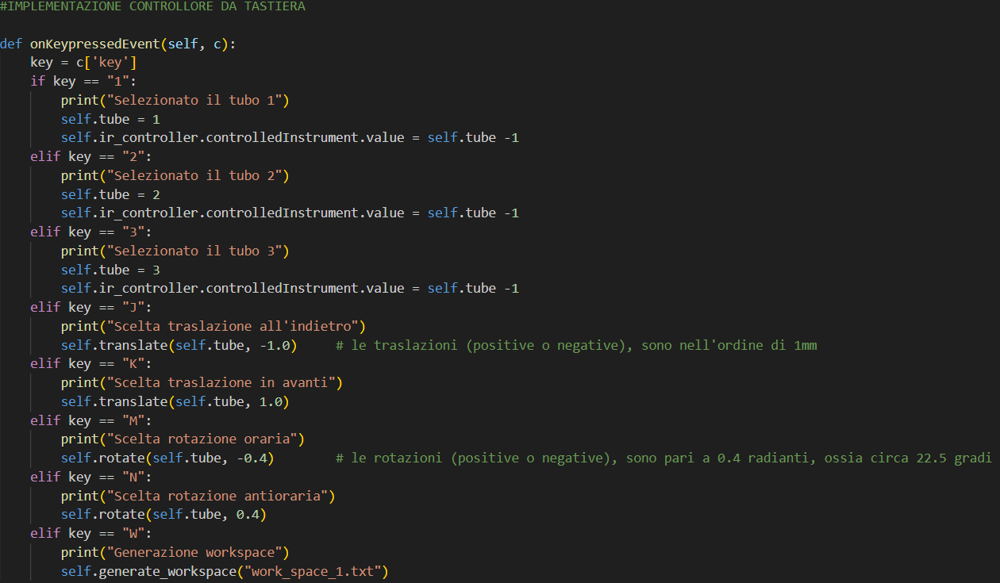 #IMPLEMENTAZIONE CONTROLLORE DA TASTIERA

def onKeypressedEvent(self, c):
    key = c['key']
    if key == "1":
        print("Selezionato il tubo 1")
        self.tube = 1
        self.ir_controller.controlledInstrument.value = self.tube -1
    elif key == "2":
        print("Selezionato il tubo 2")
        self.tube = 2
        self.ir_controller.controlledInstrument.value = self.tube -1
    elif key == "3":
        print("Selezionato il tubo 3")
        self.tube = 3
        self.ir_controller.controlledInstrument.value = self.tube -1
    elif key == "J":
        print("Scelta traslazione all'indietro")
        self.translate(self.tube, -1.0)     # le traslazioni (positive o negative), sono nell'ordine di 1mm
    elif key == "K":
        print("Scelta traslazione in avanti")
        self.translate(self.tube, 1.0)
    elif key == "M":
        print("Scelta rotazione oraria")
        self.rotate(self.tube, -0.4)        # le rotazioni (positive o negative), sono pari a 0.4 radianti, ossia circa 22.5 gradi
    elif key == "N":
        print("Scelta rotazione antioraria")
        self.rotate(self.tube, 0.4)
    elif key == "W":
        print("Generazione workspace")
        self.generate_workspace("work_space_1.txt")